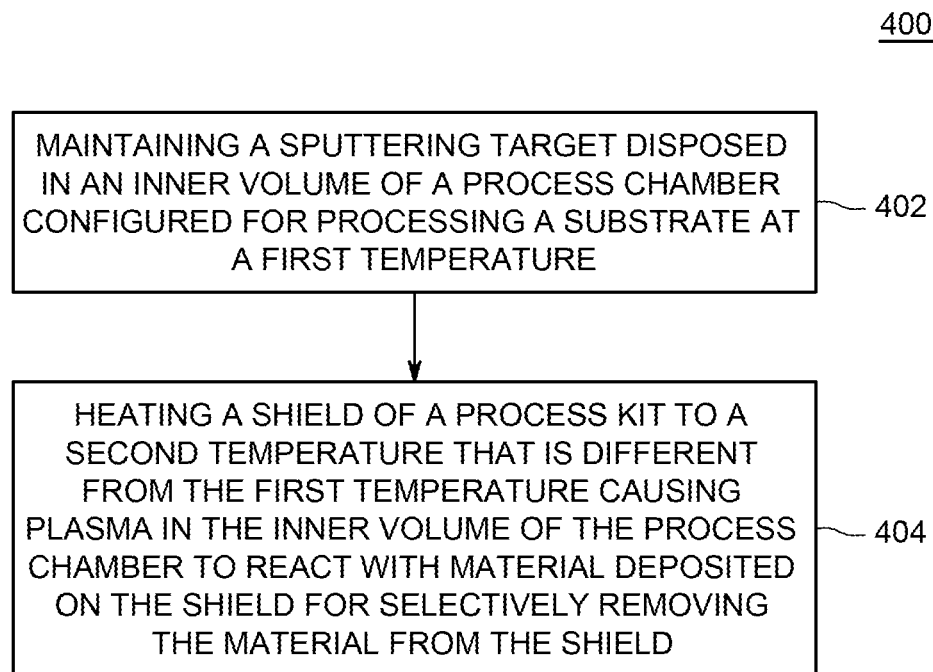 400
MAINTAINING A SPUTTERING TARGET DISPOSED
IN AN INNER VOLUME OF A PROCESS CHAMBER
CONFIGURED FOR PROCESSING A SUBSTRATE AT
A FIRST TEMPERATURE
402
HEATING A SHIELD OF A PROCESS KIT TO A
SECOND TEMPERATURE THAT IS DIFFERENT
FROM THE FIRST TEMPERATURE CAUSING
PLASMA IN THE INNER VOLUME OF THE PROCESS
CHAMBER TO REACT WITH MATERIAL DEPOSITED
ON THE SHIELD FOR SELECTIVELY REMOVING
THE MATERIAL FROM THE SHIELD
404